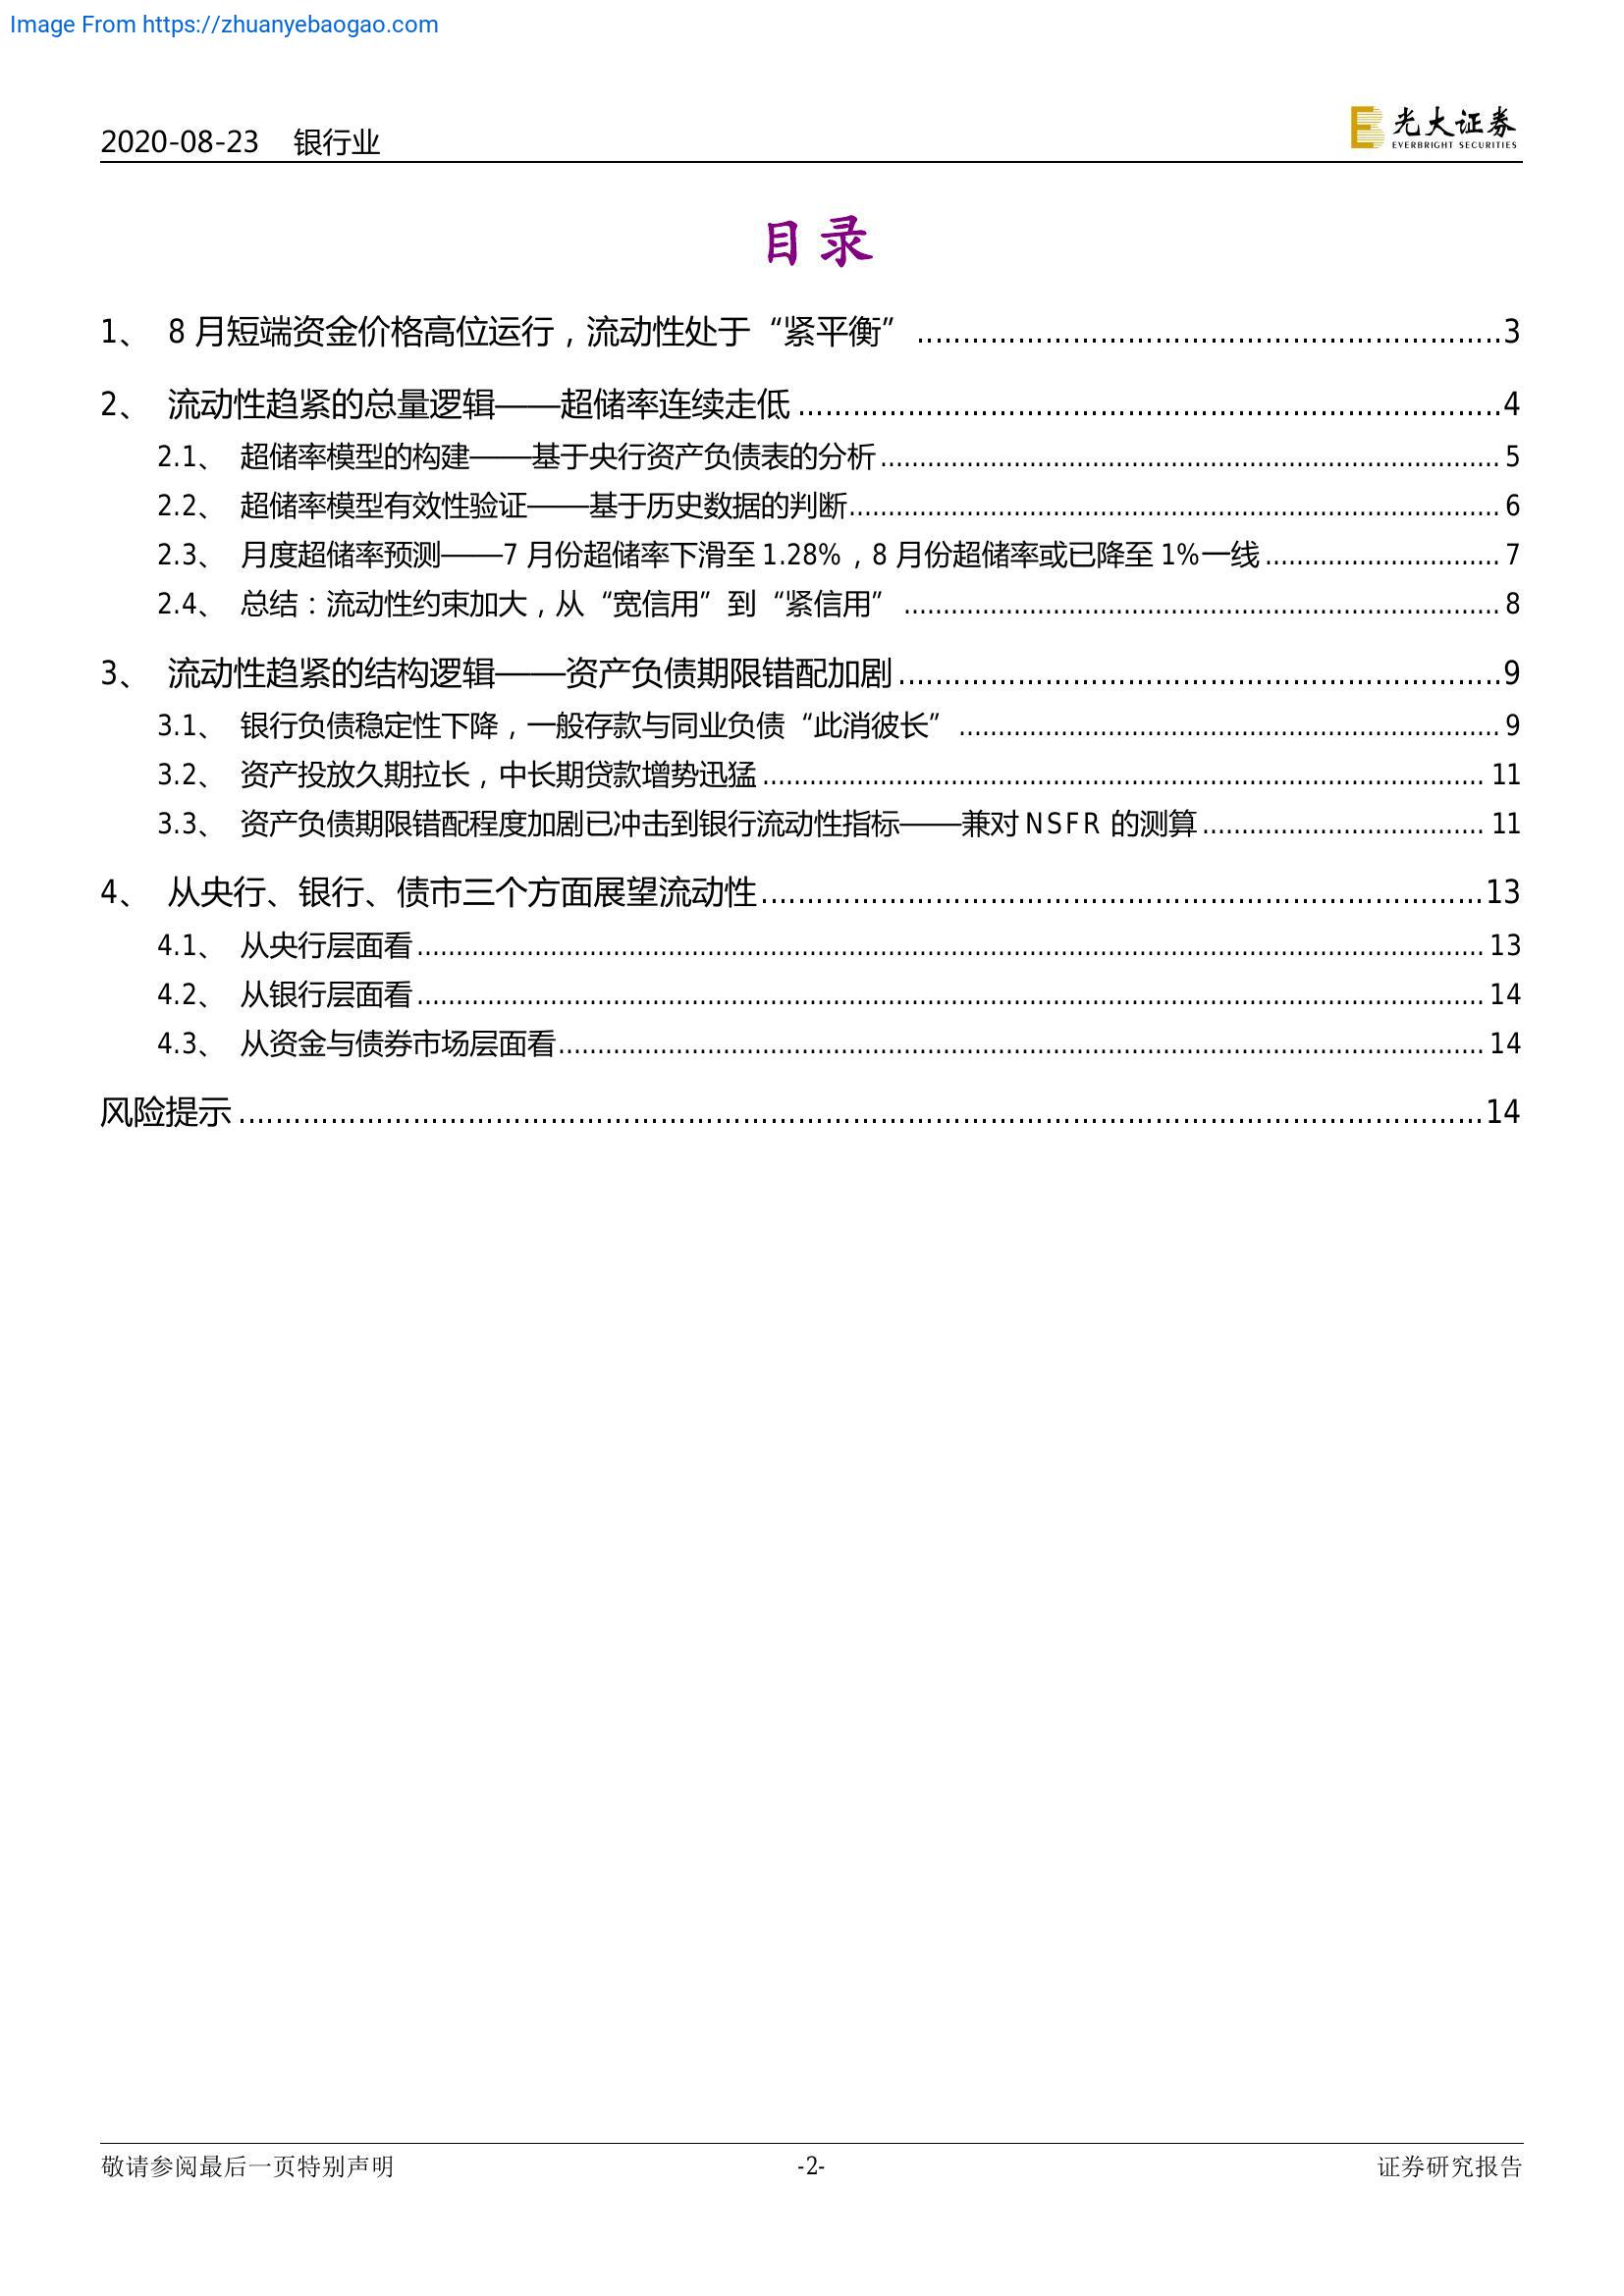 Image From https://zhuanyebaogao.com
2020-08-23 银行业
光大证券
EVERBRIGHT SECURITIES
目录
1、 8 月短端资金价格高位运行，流动性处于“紧平衡” ........ 3
2、 流动性趋紧的总量逻辑——超储率连续走低 ........ 4
2.1、 超储率模型的构建——基于央行资产负债表的分析 ........ 5
2.2、 超储率模型有效性验证——基于历史数据的判断 ........ 6
2.3、 月度超储率预测——7 月份超储率下滑至 1.28%，8 月份超储率或已降至 1%一线 ........ 7
2.4、 总结：流动性约束加大，从“宽信用”到“紧信用” ........ 8
3、 流动性趋紧的结构逻辑——资产负债期限错配加剧 ........ 9
3.1、 银行负债稳定性下降，一般存款与同业负债“此消彼长” ........ 9
3.2、 资产投放久期拉长，中长期贷款增势迅猛 ........ 11
3.3、 资产负债期限错配程度加剧已冲击到银行流动性指标——兼对 NSFR 的测算 ........ 11
4、 从央行、银行、债市三个方面展望流动性 ........ 13
4.1、 从央行层面看 ........ 13
4.2、 从银行层面看 ........ 14
4.3、 从资金与债券市场层面看 ........ 14
风险提示 ........ 14
敬请参阅最后一页特别声明 -2- 证券研究报告